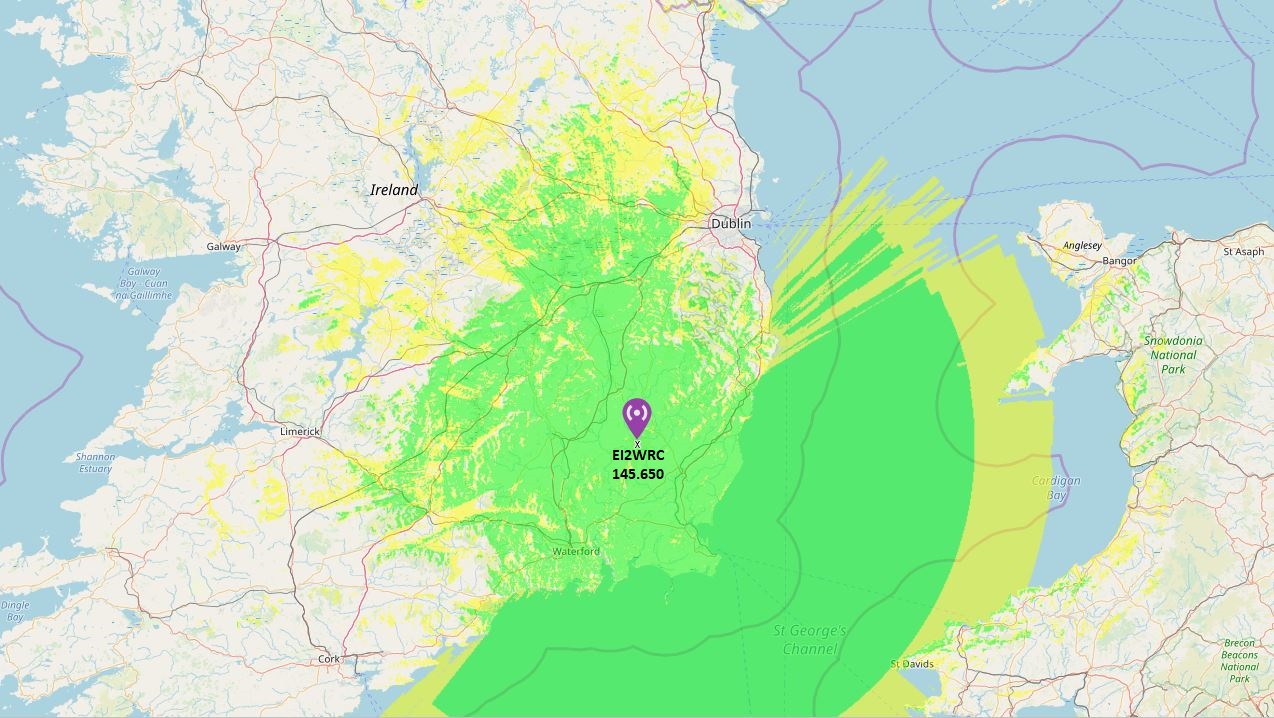 Ireland
Dublin
Galway
Galway
Bay - Cuan
na Gaillimhe
Anglesey
Bangor
St Asaph
Snowdonia
National
Park
Limerick
Shannon
Estuary
X
EI2WRC
145.650
Cardigan
Bay
Waterford
Dingle
Bay
St George's
Channel
Cork
St Davids
Brecon
Beacons
National
Park